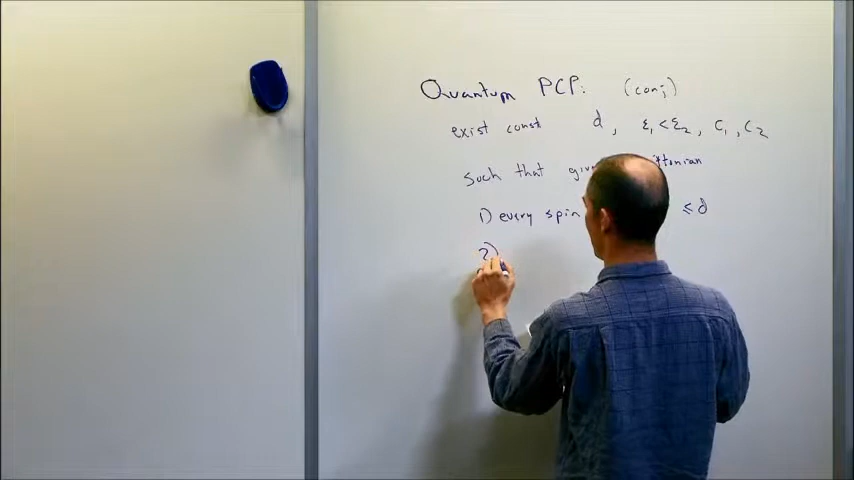 Quantum PCP: (conj)
exist const d, ε₁<ε₂, C₁, C₂
such that
1) every spin ≤ d
2)